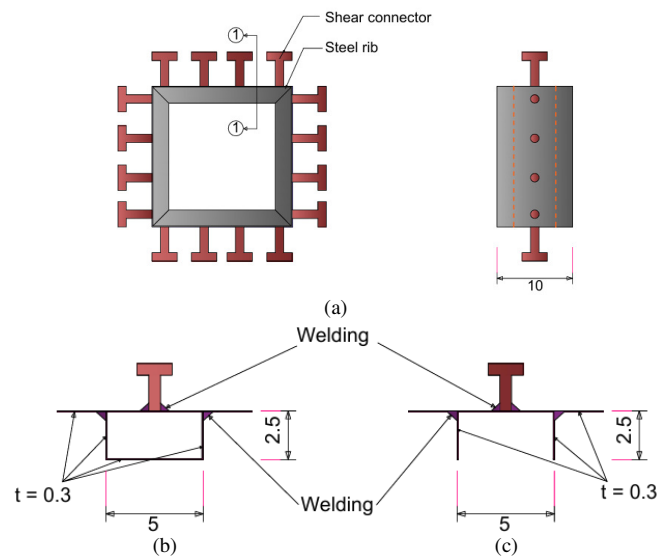 Shear connector
Steel rib
1
1
10
(a)
Welding
2.5
2.5
t = 0.3
Welding
t = 0.3
5
5
(b)
(c)